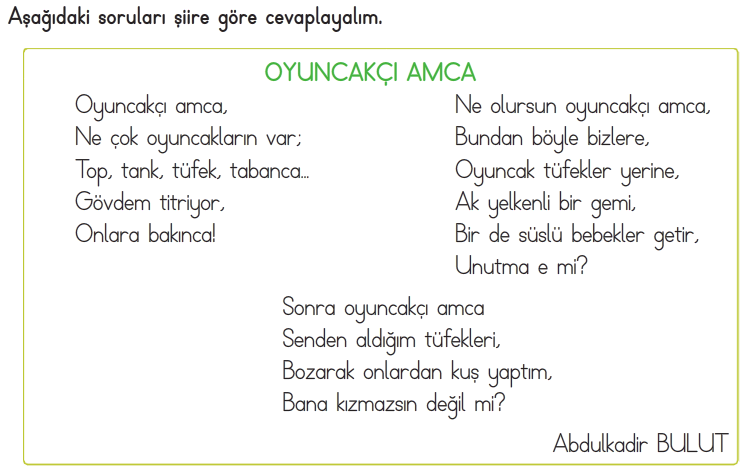 Aşağıdaki soruları şiire göre cevaplayalım.
OYUNCAKÇI AMCA
Oyuncakçı amca,
Ne çok oyuncakların var;
Top, tank, tüfek, tabanca...
Gövdem titriyor,
Onlara bakınca!
Ne olursun oyuncakçı amca,
Bundan böyle bizlere,
Oyuncak tüfekler yerine,
Ak yelkenli bir gemi,
Bir de süslü bebekler getir,
Unutma e mi?
Sonra oyuncakçı amca
Senden aldığım tüfekleri,
Bozarak onlardan kuş yaptım,
Bana kızmazsın değil mi?
Abdulkadir BULUT